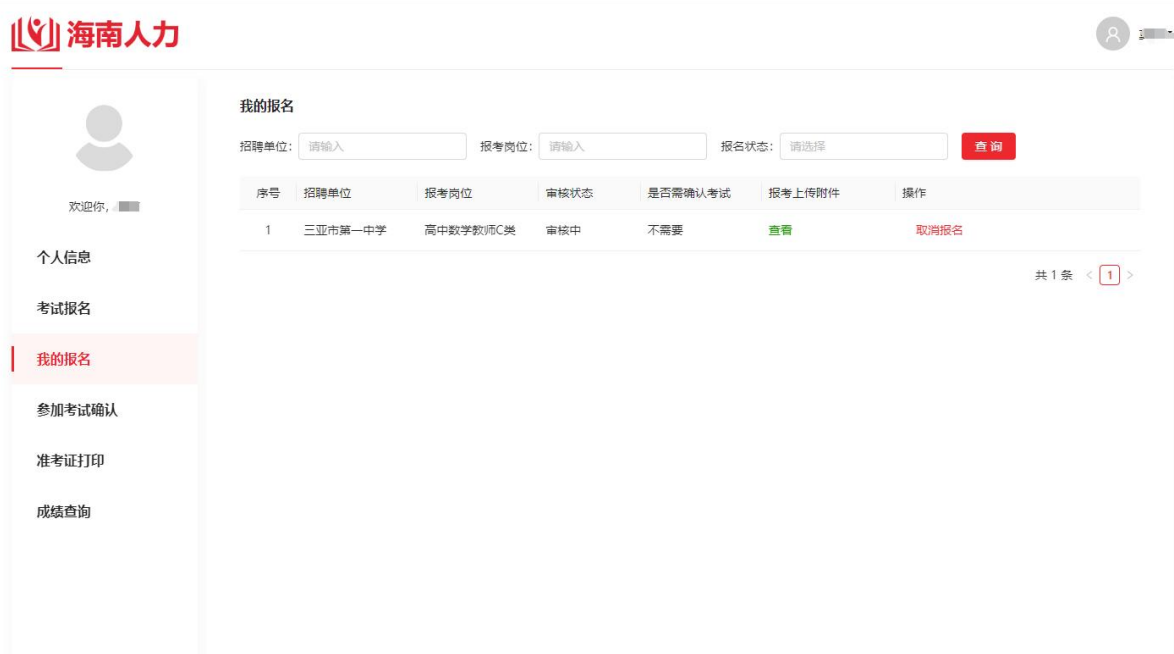 海南人力
欢迎你,
个人信息
考试报名
我的报名
参加考试确认
准考证打印
成绩查询
我的报名
招聘单位： 请输入 报考岗位： 请输入 报名状态： 请选择 查询
序号 招聘单位 报考岗位 审核状态 是否需确认考试 报考上传附件 操作
1 三亚市第一中学 高中数学教师C类 审核中 不需要 查看 取消报名
共 1 条 < 1 >